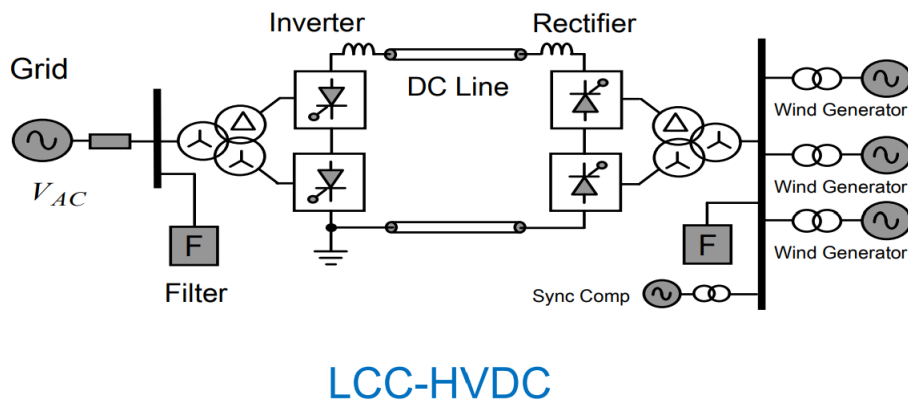 Inverter
Rectifier
Grid
DC Line
Wind Generator
V_AC
Wind Generator
F
F
Wind Generator
Filter
Sync Comp
LCC-HVDC